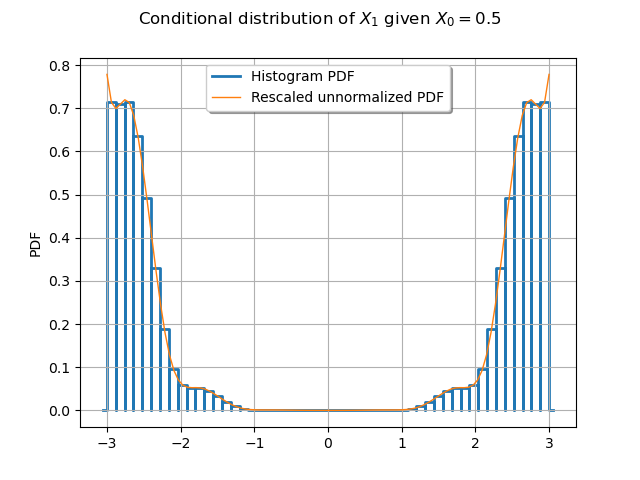 Conditional distribution of $X_1$ given $X_0 = 0.5$
0.8
Histogram PDF
Rescaled unnormalized PDF
0.7
0.6
0.5
0.4
PDF
0.3
0.2
0.1
0.0
−3 −2 −1 0 1 2 3